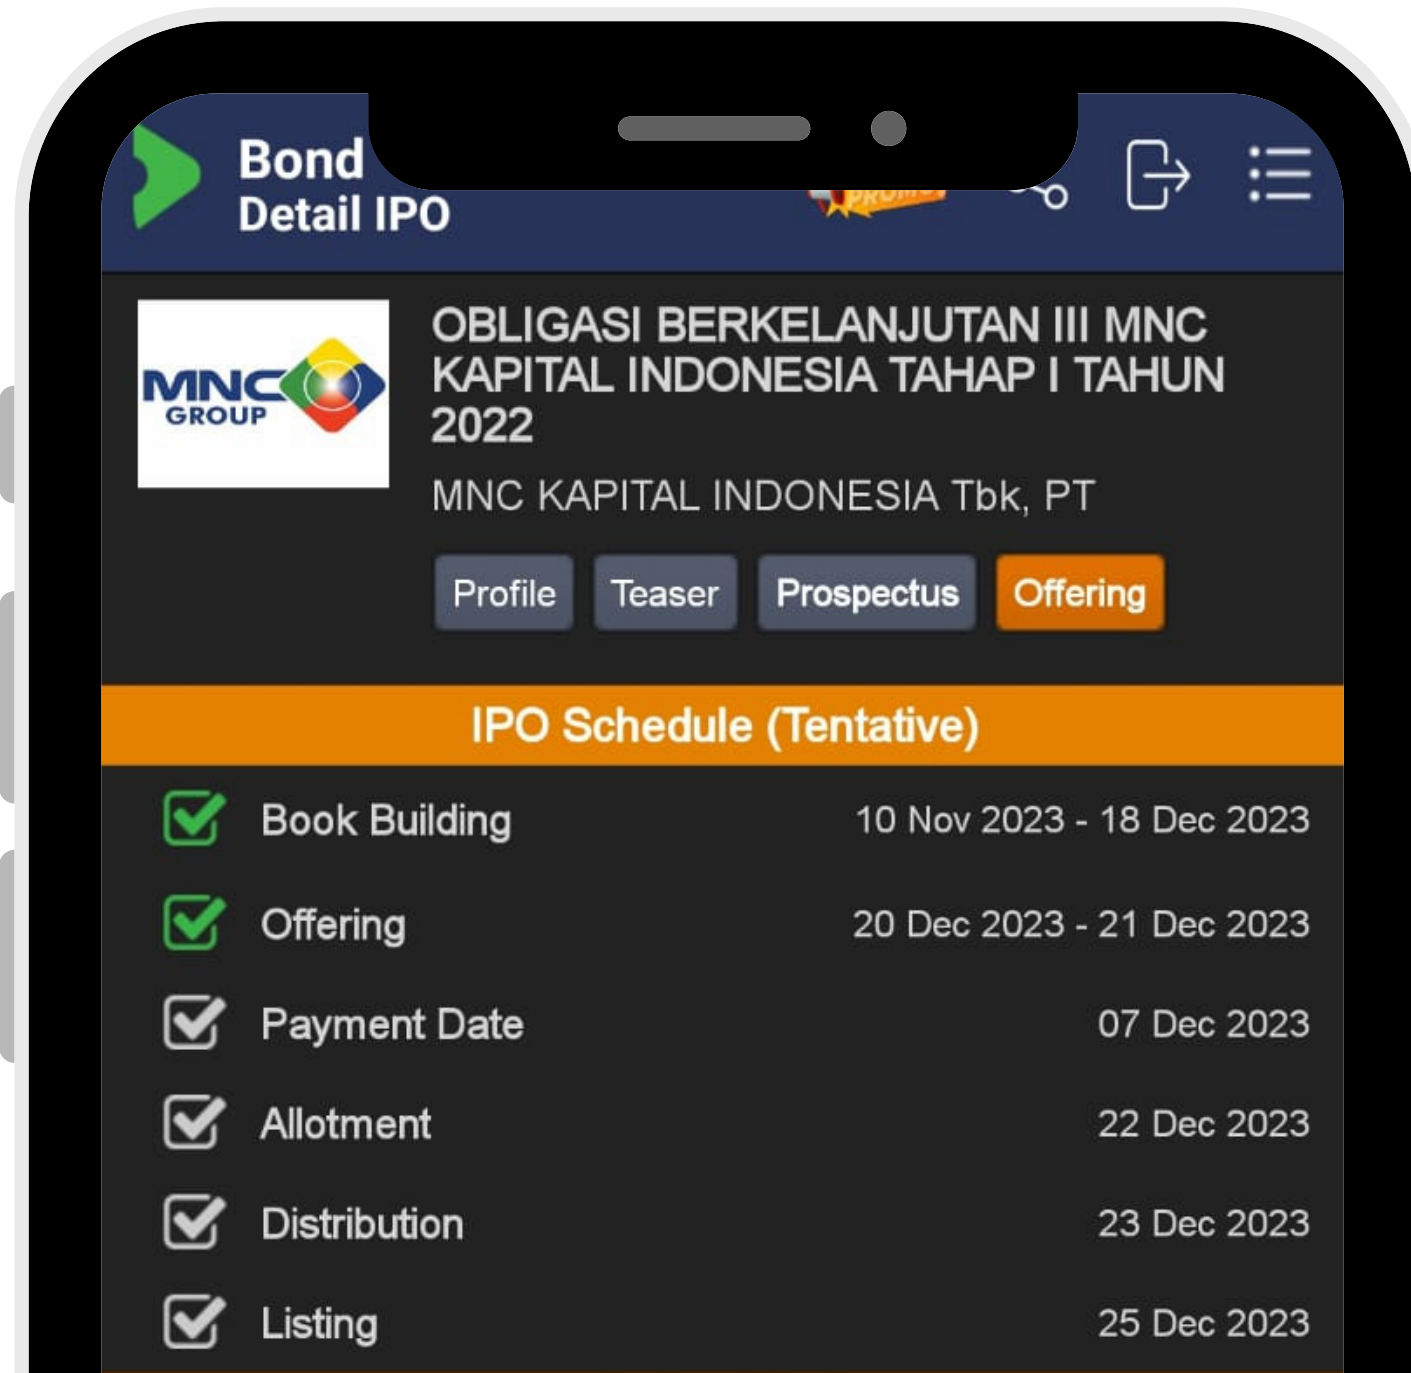 Bond
Detail IPO
PROMO
MNC
GROUP
OBLIGASI BERKELANJUTAN III MNC
KAPITAL INDONESIA TAHAP I TAHUN
2022
MNC KAPITAL INDONESIA Tbk, PT
Profile Teaser Prospectus Offering
IPO Schedule (Tentative)
Book Building 10 Nov 2023 - 18 Dec 2023
Offering 20 Dec 2023 - 21 Dec 2023
Payment Date 07 Dec 2023
Allotment 22 Dec 2023
Distribution 23 Dec 2023
Listing 25 Dec 2023